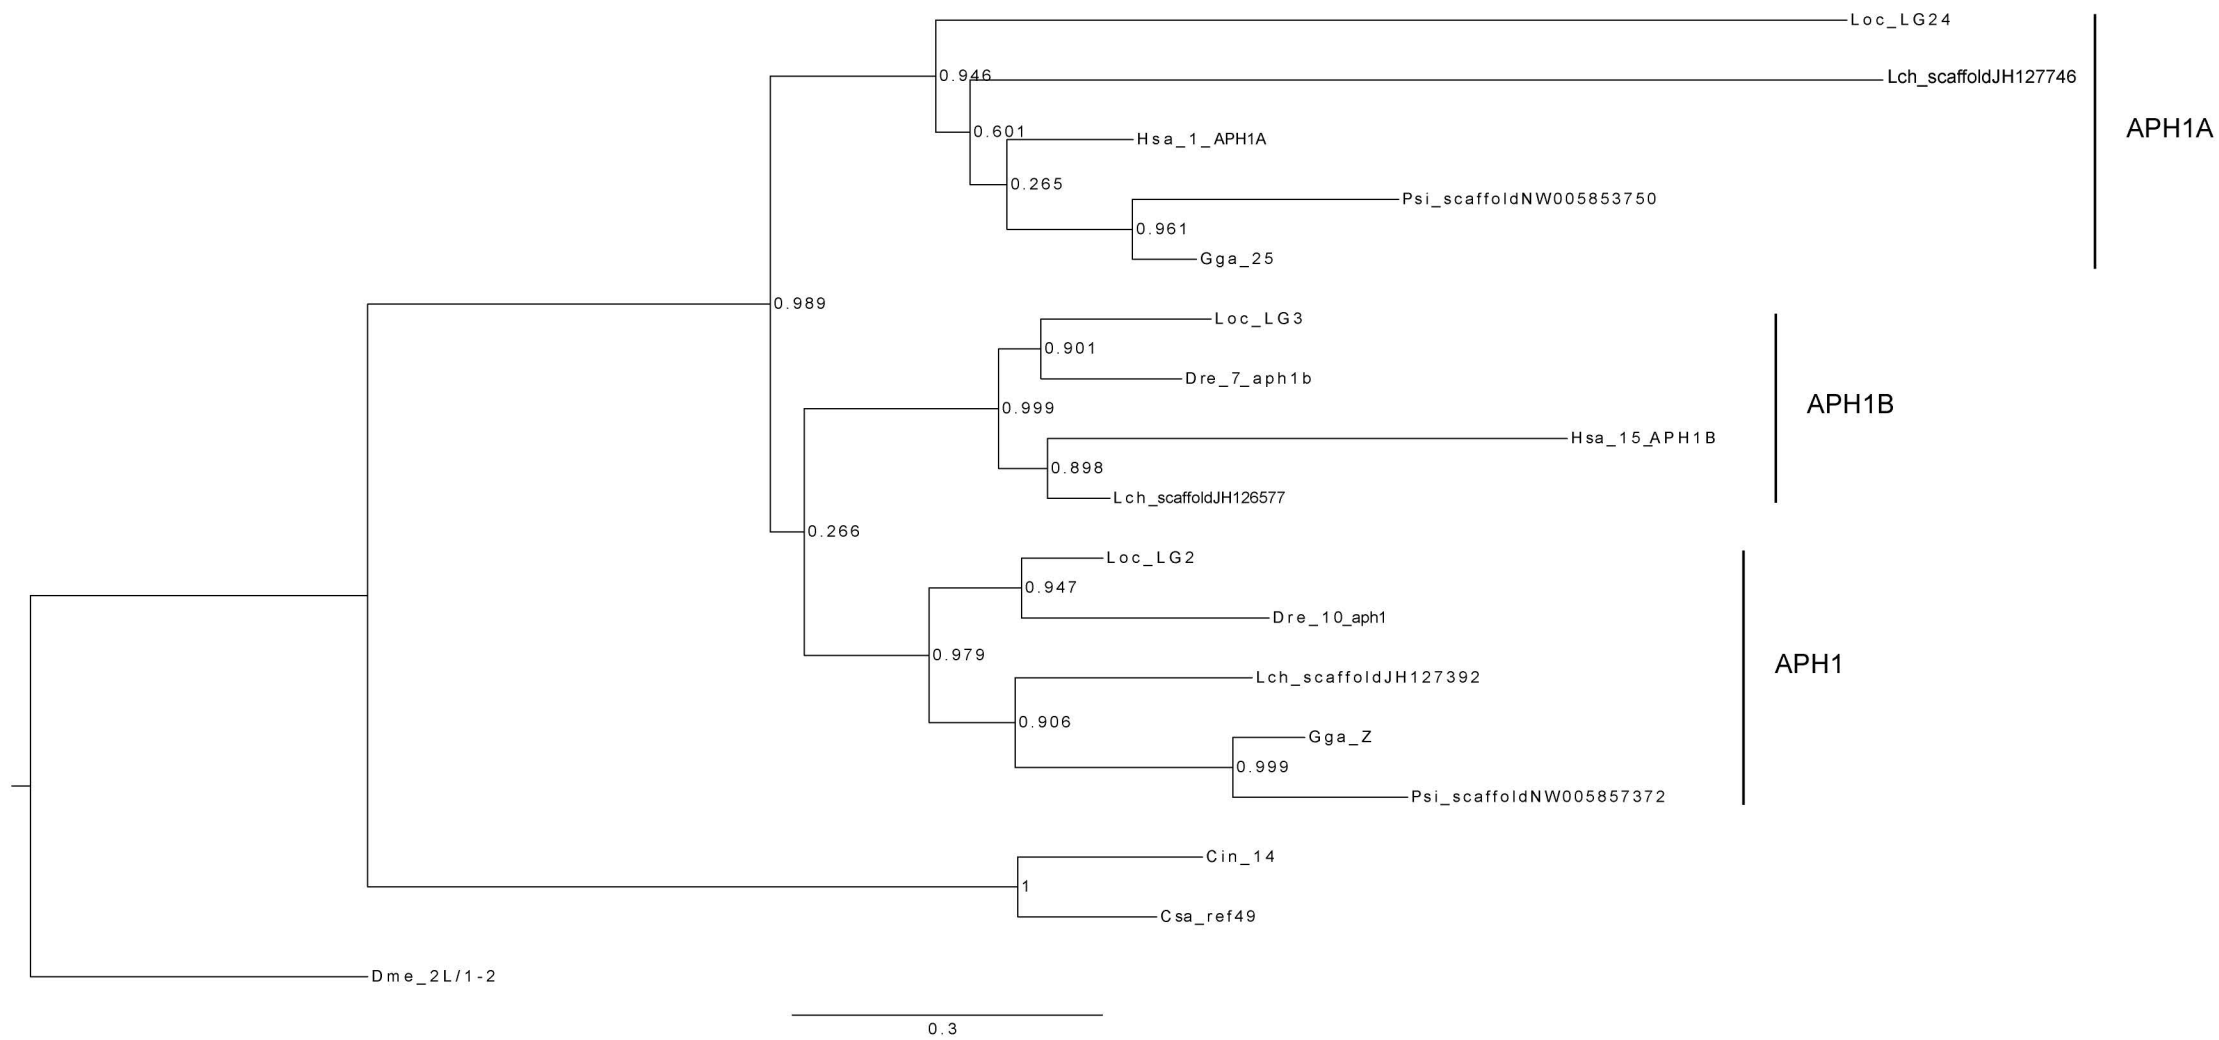 Loc_LG24
0.946
Lch_scaffoldJH127746
APH1A
0.601
Hsa_1_APH1A
0.265
Psi_scaffoldNW005853750
0.961
Gga_25
0.989
Loc_LG3
0.901
Dre_7_aph1b
APH1B
0.999
Hsa_15_APH1B
0.898
Lch_scaffoldJH126577
0.266
Loc_LG2
0.947
Dre_10_aph1
0.979
APH1
Lch_scaffoldJH127392
0.906
Gga_Z
0.999
Psi_scaffoldNW005857372
Cin_14
1
Csa_ref49
Dme_2L/1-2
0.3